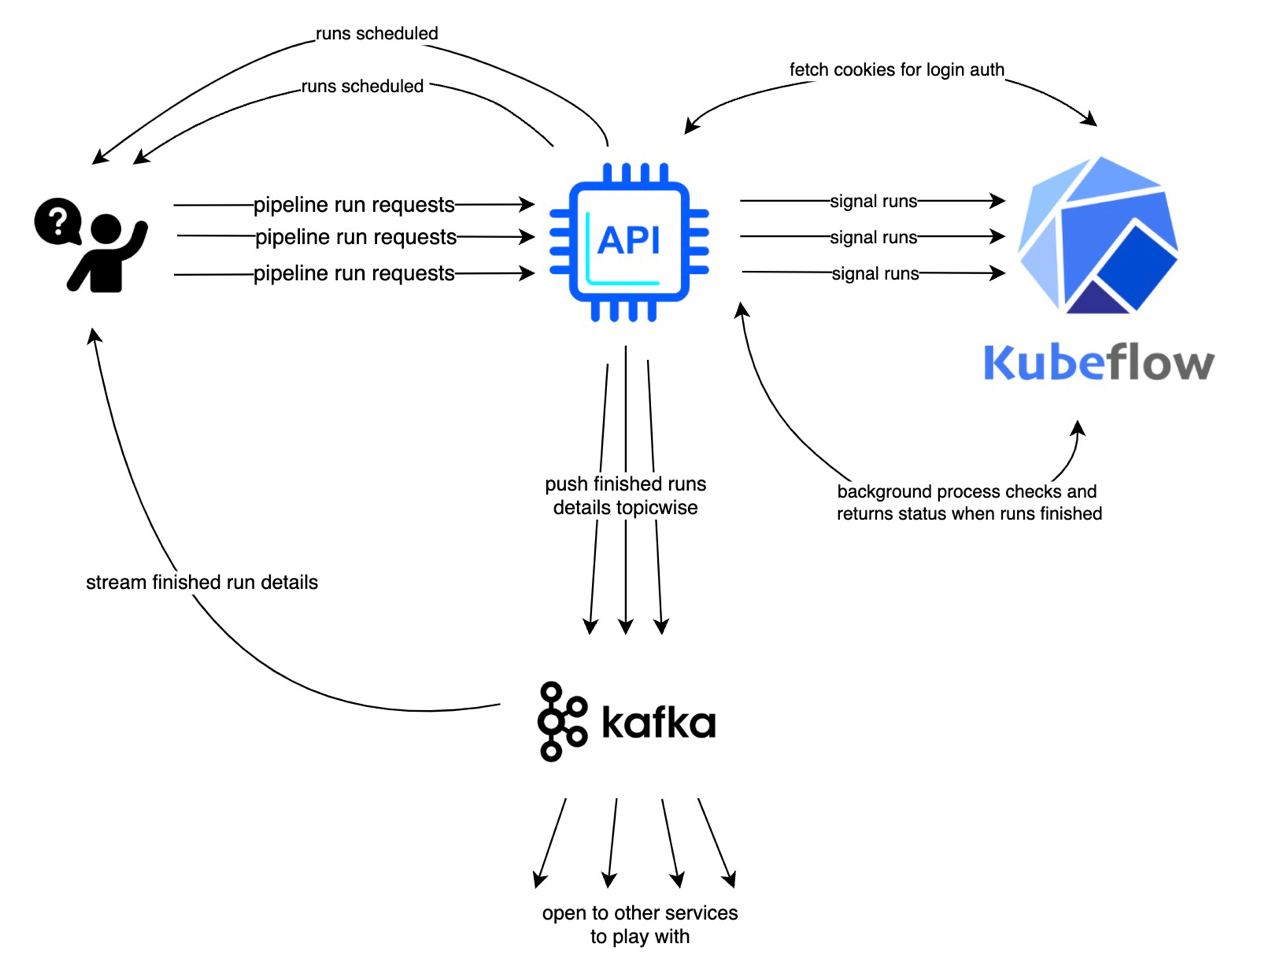 runs scheduled
runs scheduled
fetch cookies for login auth
?
pipeline run requests
pipeline run requests
pipeline run requests
API
signal runs
signal runs
signal runs
Kubeflow
push finished runs
details topicwise
background process checks and
returns status when runs finished
stream finished run details
kafka
open to other services
to play with